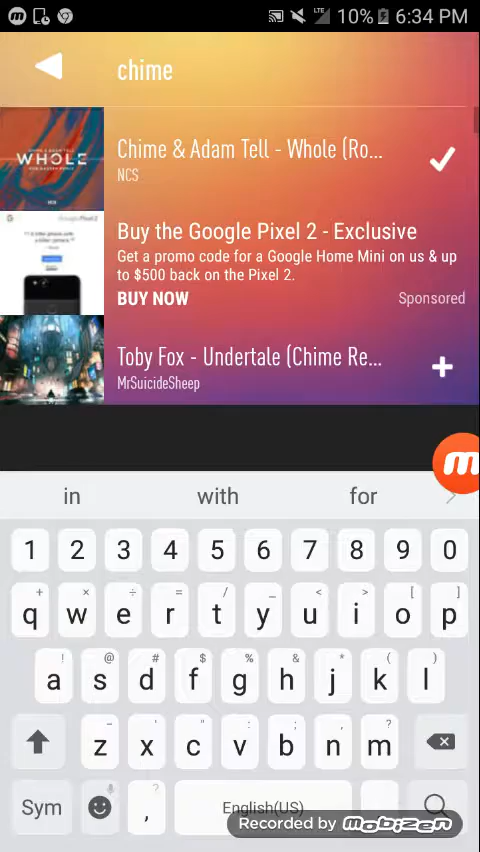 LTE 10% 6:34 PM
chime
WHOLE
Chime & Adam Tell - Whole (Ro...
NCS
Buy the Google Pixel 2 - Exclusive
Get a promo code for a Google Home Mini on us & up
to $500 back on the Pixel 2.
BUY NOW
Sponsored
Toby Fox - Undertale (Chime Re...
MrSuicideSheep
m
in with for
1 2 3 4 5 6 7 8 9 0
+ × ÷ = / _ < > [ ]
q w e r t y u i o p
! @ # $ % & * ( )
a s d f g h j k l
- ' " : ; , ?
z x c v b n m
Sym , ? English(US)
Recorded by mobizen